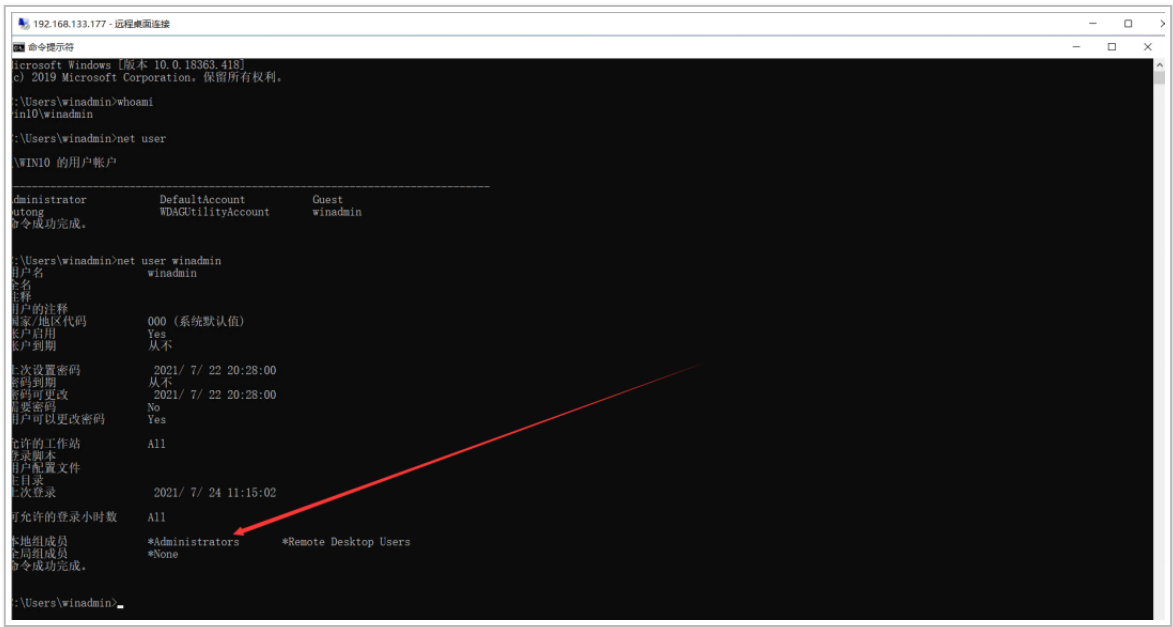 192.168.133.177 - 远程桌面连接
命令提示符
icrosoft Windows [版本 10.0.18363.418]
c) 2019 Microsoft Corporation。保留所有权利。
:\Users\winadmin>whoami
in10\winadmin
:\Users\winadmin>net user
\WIN10 的用户帐户
-------------------------------------------------------------------------------
dministrator DefaultAccount Guest
utong WDAGUtilityAccount winadmin
命令成功完成。
:\Users\winadmin>net user winadmin
用户名 winadmin
全名
注释
用户的注释
国家/地区代码 000 (系统默认值)
帐户启用 Yes
帐户到期 从不
上次设置密码 2021/ 7/ 22 20:28:00
密码到期 从不
密码可更改 2021/ 7/ 22 20:28:00
需要密码 No
用户可以更改密码 Yes
允许的工作站 All
登录脚本
用户配置文件
主目录
上次登录 2021/ 7/ 24 11:15:02
可允许的登录小时数 All
本地组成员 *Administrators *Remote Desktop Users
全局组成员 *None
命令成功完成。
:\Users\winadmin>